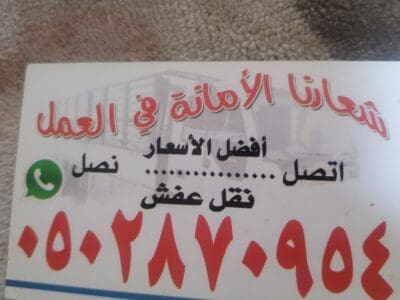 شعارنا الأمانة في العمل
أفضل الأسعار
اتصل ................ نصل
نقل عفش
٠٥٠٢٨٧٠٩٥٤